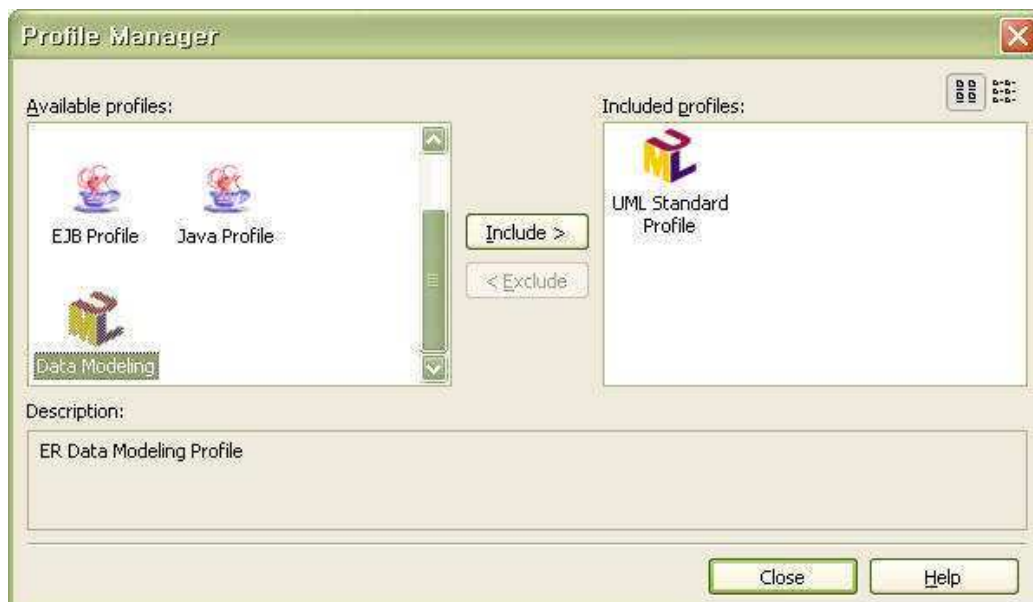 Profile Manager
Available profiles:
Included profiles:
EJB Profile
Java Profile
Data Modeling
Include >
< Exclude
UML Standard
Profile
Description:
ER Data Modeling Profile
Close
Help